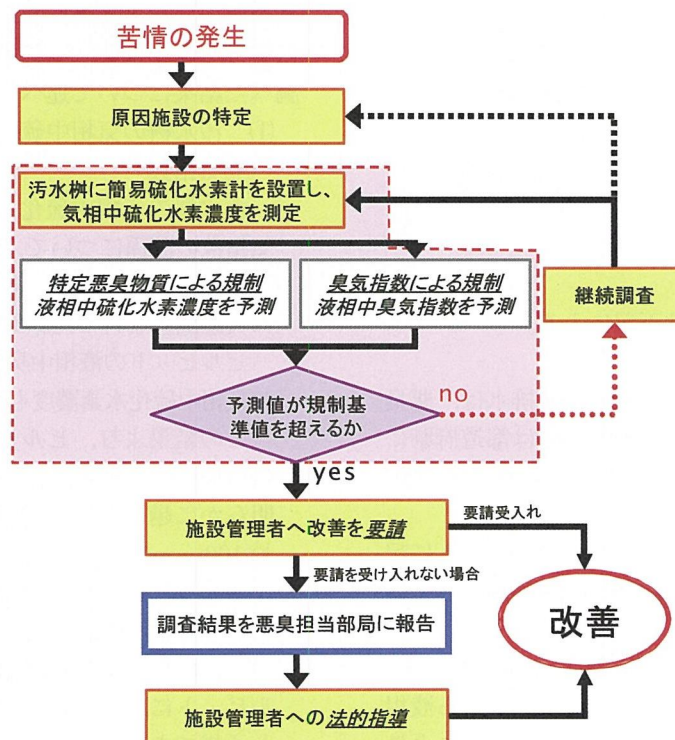 苦情の発生
原因施設の特定
汚水桝に簡易硫化水素計を設置し、
気相中硫化水素濃度を測定
特定悪臭物質による規制
液相中硫化水素濃度を予測
臭気指数による規制
液相中臭気指数を予測
継続調査
予測値が規制基
準値を超えるか
no
yes
施設管理者へ改善を要請
要請受入れ
要請を受け入れない場合
調査結果を悪臭担当部局に報告
改善
施設管理者への法的指導